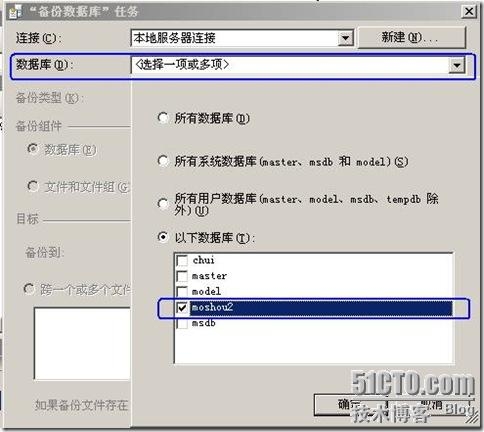 “备份数据库”任务
连接(C):
本地服务器连接
新建(N)...
数据库(D):
<选择一项或多项>
备份类型(K):
备份组件
数据库(E)
文件和文件组(G)
目标
备份到:
跨一个或多个文件
如果备份文件存在
所有数据库(D)
所有系统数据库(master、msdb 和 model)(S)
所有用户数据库(master、model、msdb、tempdb 除
外)(U)
以下数据库(T):
chui
master
model
moshou2
msdb
确定
取消
51CTO.com
技术博客 Blog